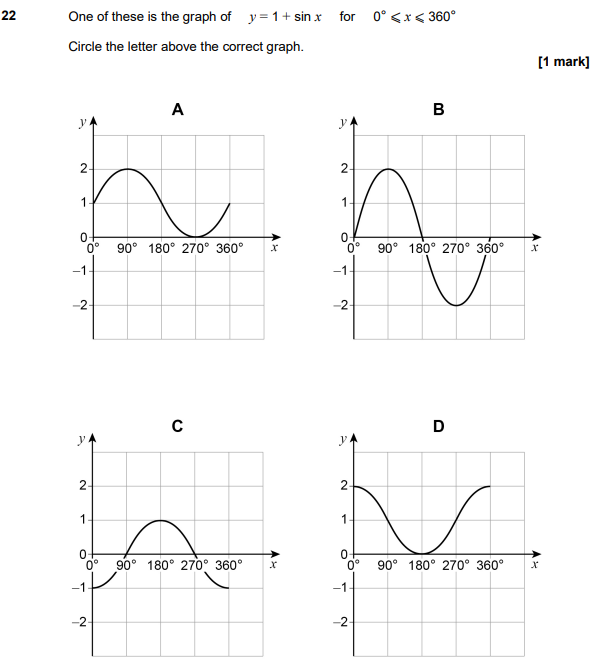 22 One of these is the graph of y = 1 + sin x for 0° ⩽ x ⩽ 360°
Circle the letter above the correct graph.
[1 mark]
A
y
2
1
0
0° 90° 180° 270° 360° x
–1
–2
B
y
2
1
0
0° 90° 180° 270° 360° x
–1
–2
C
y
2
1
0
0° 90° 180° 270° 360° x
–1
–2
D
y
2
1
0
0° 90° 180° 270° 360° x
–1
–2